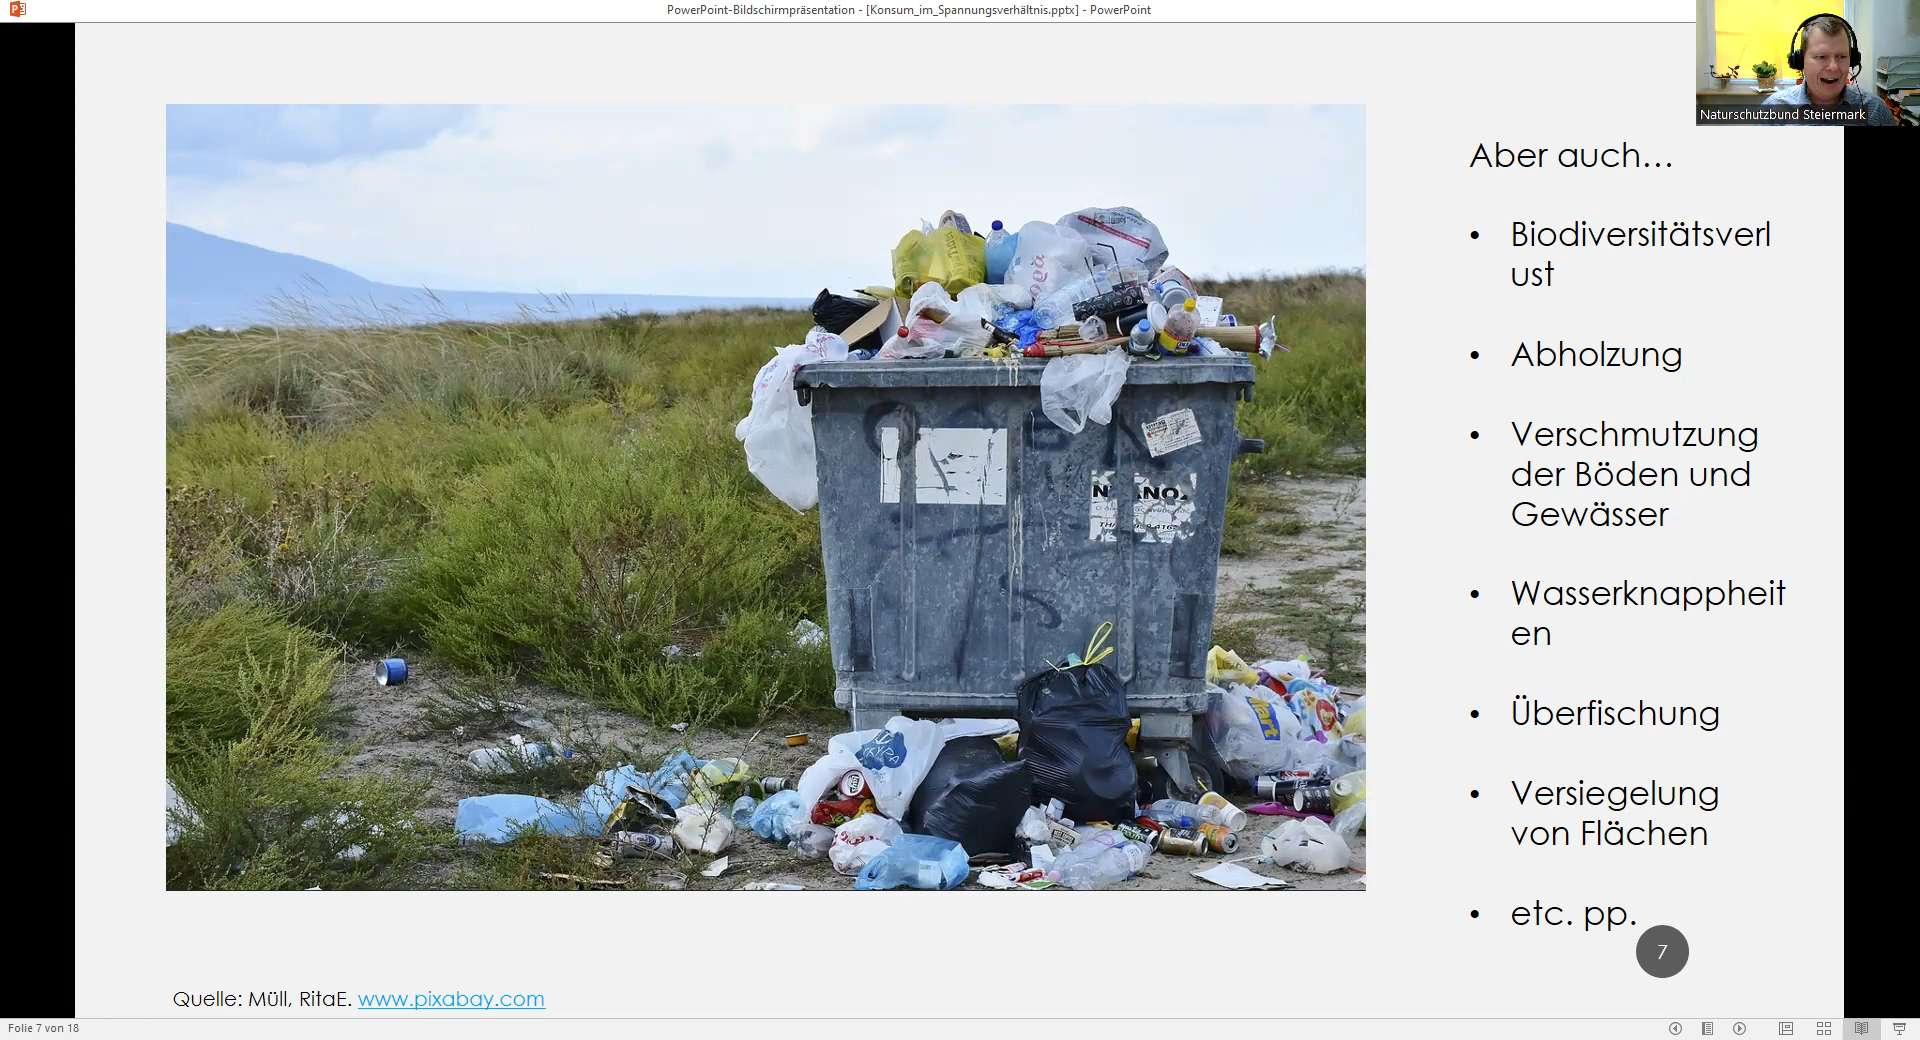 PowerPoint-Bildschirmpräsentation - [Konsum_im_Spannungsverhältnis.pptx] - PowerPoint
Naturschutzbund Steiermark
Aber auch...
• Biodiversitätsverl
ust
• Abholzung
• Verschmutzung
der Böden und
Gewässer
• Wasserknappheit
en
• Überfischung
• Versiegelung
von Flächen
• etc. pp.
7
Quelle: Müll, RitaE. www.pixabay.com
Folie 7 von 18